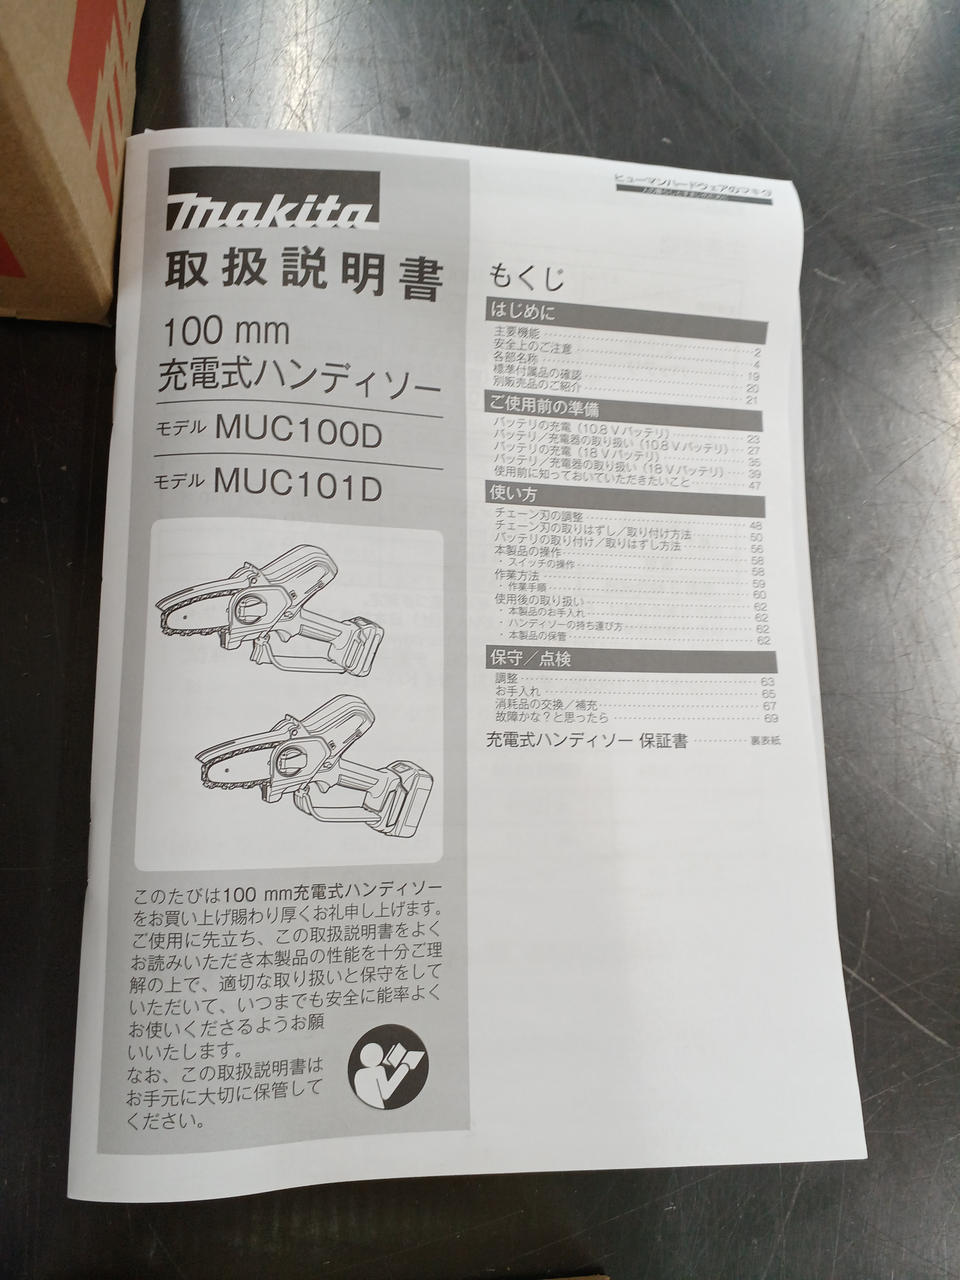 makita
取扱説明書
100 mm
充電式ハンディソー
モデル MUC100D
モデル MUC101D
このたびは100 mm充電式ハンディソー
をお買い上げ賜わり厚くお礼申し上げます。
ご使用に先立ち、この取扱説明書をよく
お読みいただき本製品の性能を十分ご理
解の上で、適切な取り扱いと保守をして
いただいて、いつまでも安全に能率よく
お使いくださるようお願
いいたします。
なお、この取扱説明書は
お手元に大切に保管して
ください。
ヒューマンハードウェアのマキタ
もくじ
はじめに
主要機能 2
安全上のご注意 4
各部名称 19
標準付属品の確認 20
別販売品のご紹介 21
ご使用前の準備
バッテリの充電（10.8 V バッテリ） 23
バッテリ／充電器の取り扱い（10.8 V バッテリ） 27
バッテリの充電（18 V バッテリ） 35
バッテリ／充電器の取り扱い（18 V バッテリ） 39
使用前に知っておいていただきたいこと 47
使い方
チェーン刃の調整 48
チェーン刃の取りはずし／取り付け方法 50
バッテリの取り付け／取りはずし方法 56
本製品の操作 58
・スイッチの操作 58
作業方法 59
・作業手順 60
使用後の取り扱い 62
・本製品のお手入れ 62
・ハンディソーの持ち運び方 62
・本製品の保管 62
保守／点検
調整 63
お手入れ 65
消耗品の交換／補充 67
故障かな？と思ったら 69
充電式ハンディソー 保証書 裏表紙